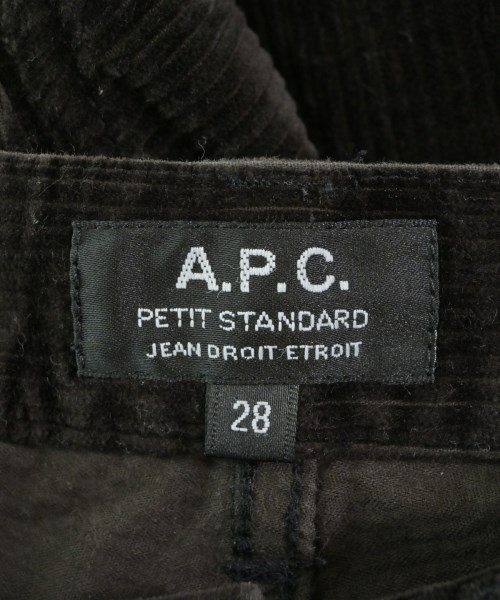 A.P.C.
PETIT STANDARD
JEAN DROIT ETROIT
28